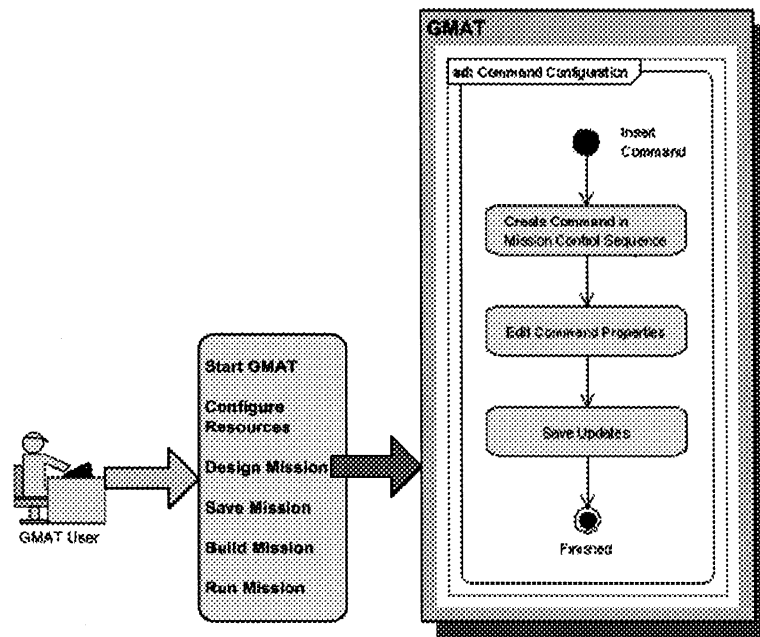 GMAT
ad: Command Configuration
Insert
Command
Create Command in
Mission Control Sequence
Edit Command Properties
Save Updates
Finished
Start GMAT
Configure
Resources
Design Mission
Save Mission
Build Mission
Run Mission
GMAT User